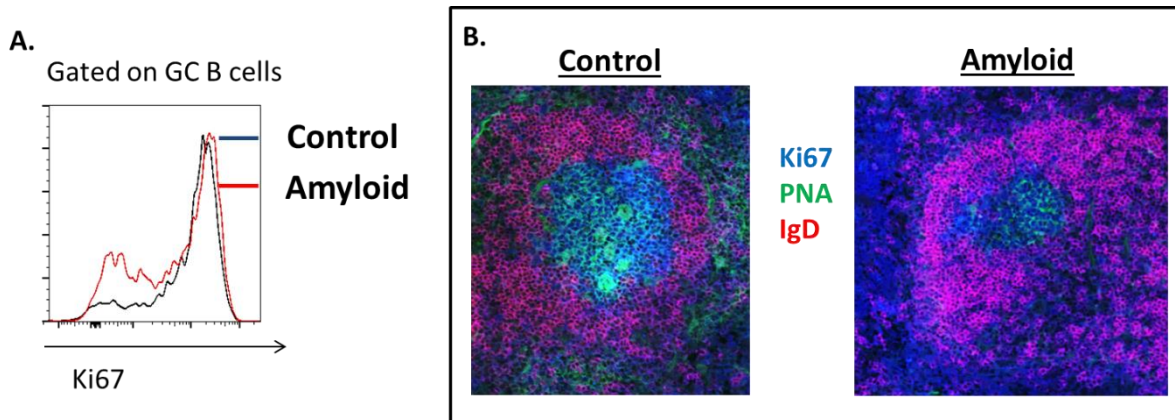 A.
Gated on GC B cells
Control
Amyloid
Ki67
B.
Control
Amyloid
Ki67
PNA
IgD